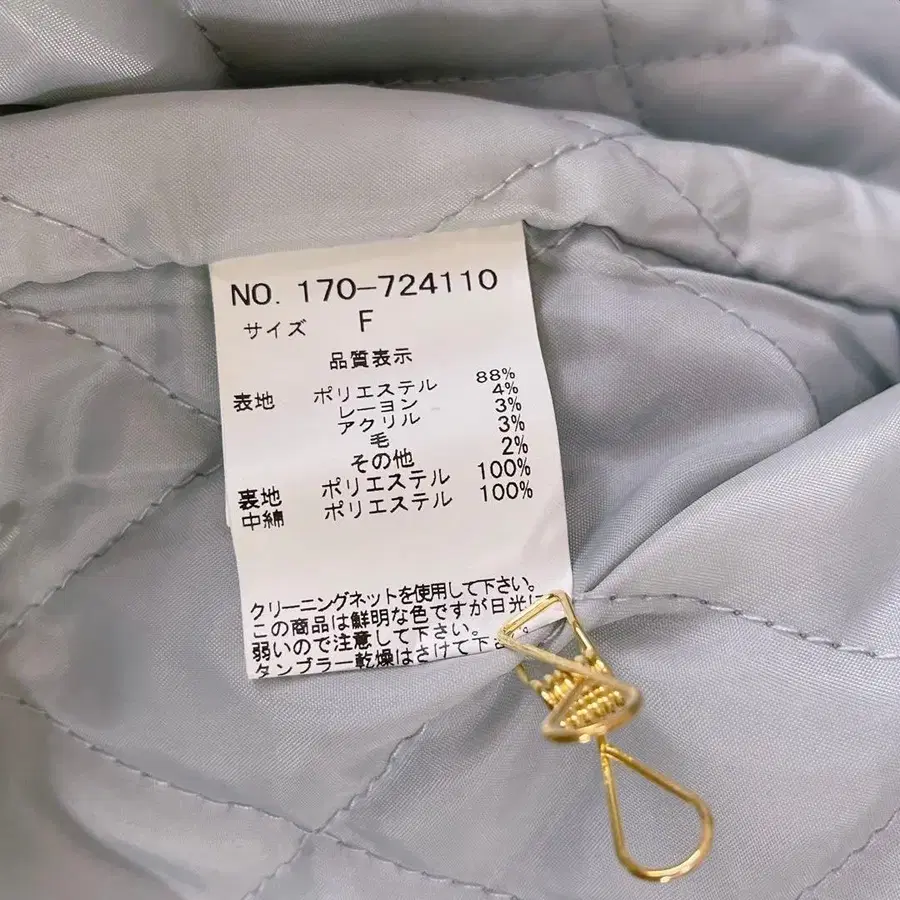 NO. 170-724110
サイズ F
品質表示
表地 ポリエステル 88%
レーヨン 4%
アクリル 3%
毛 3%
その他 2%
裏地 ポリエステル 100%
中綿 ポリエステル 100%
クリーニングネットを使用して下さい。
この商品は鮮明な色ですが日光に
弱いので注意して下さい。
タンブラー乾燥はさけて下